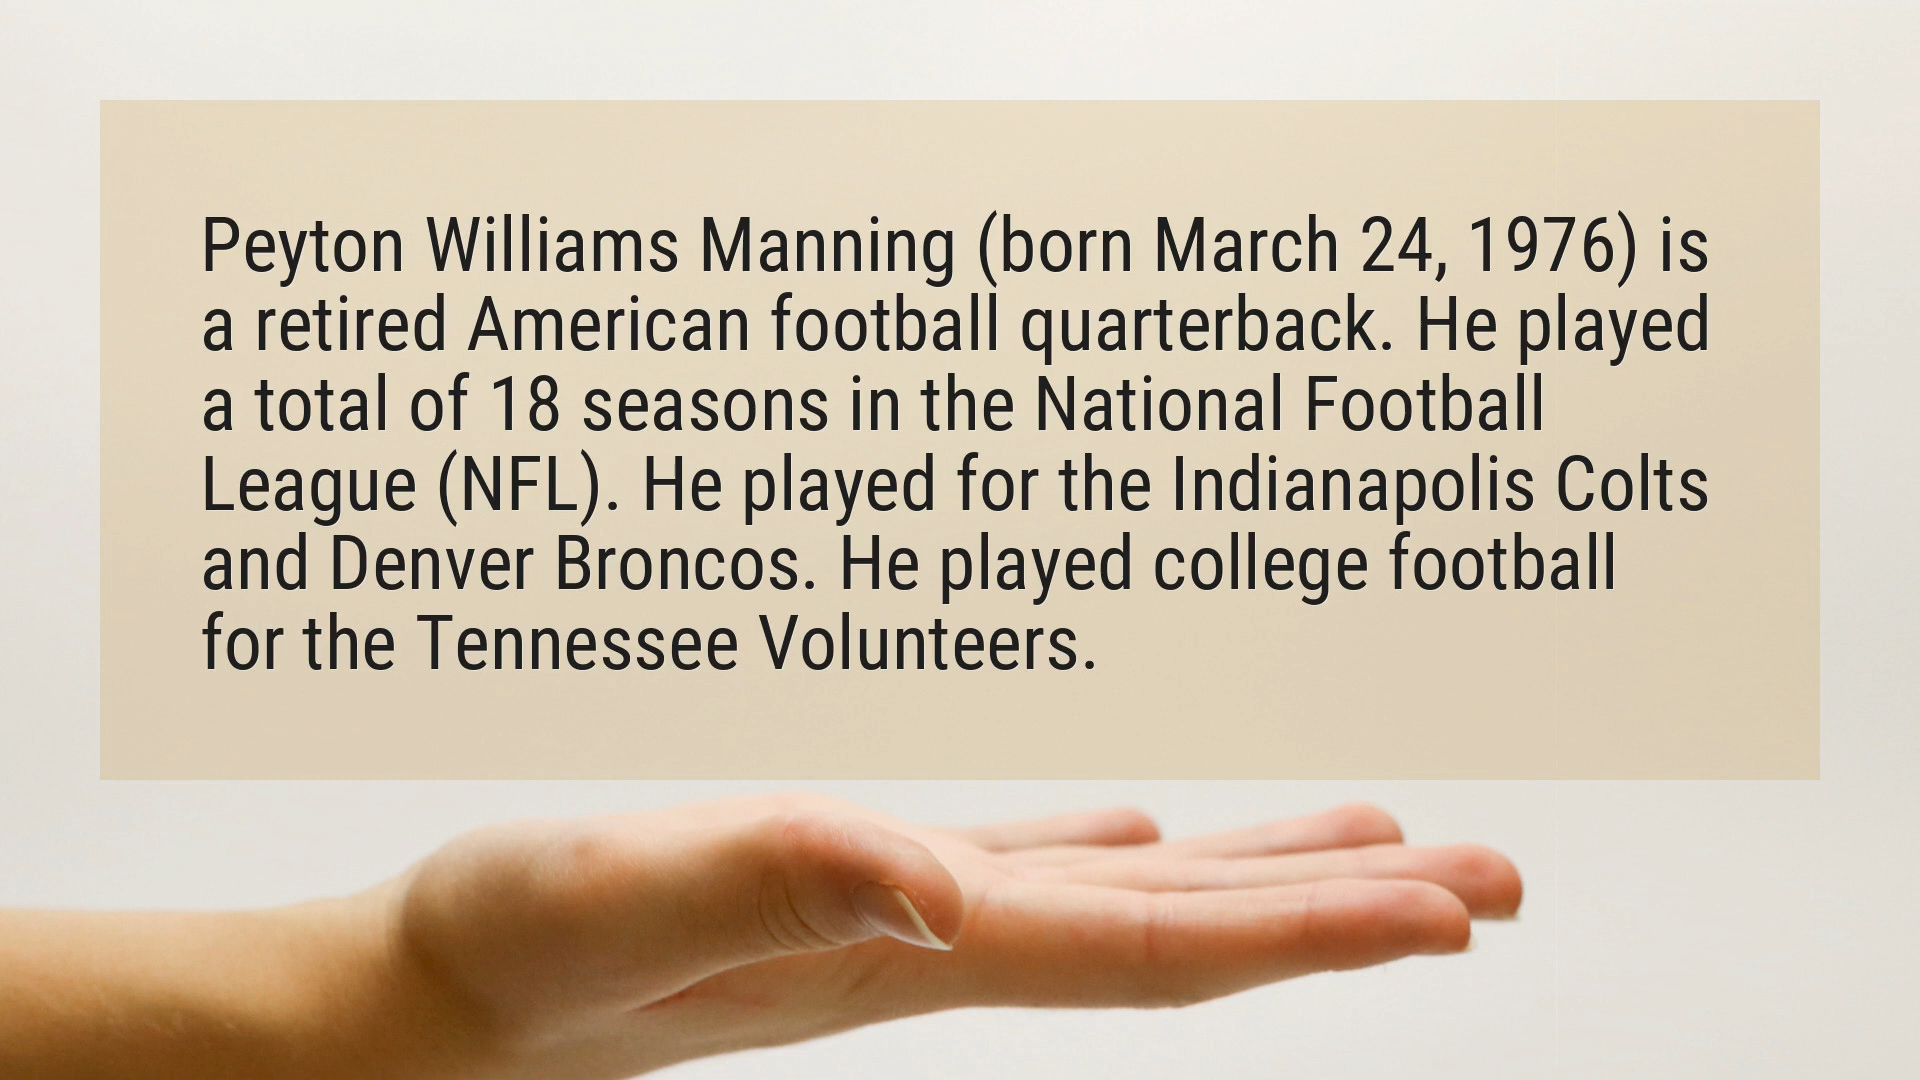 Peyton Williams Manning (born March 24, 1976) is
a retired American football quarterback. He played
a total of 18 seasons in the National Football
League (NFL). He played for the Indianapolis Colts
and Denver Broncos. He played college football
for the Tennessee Volunteers.